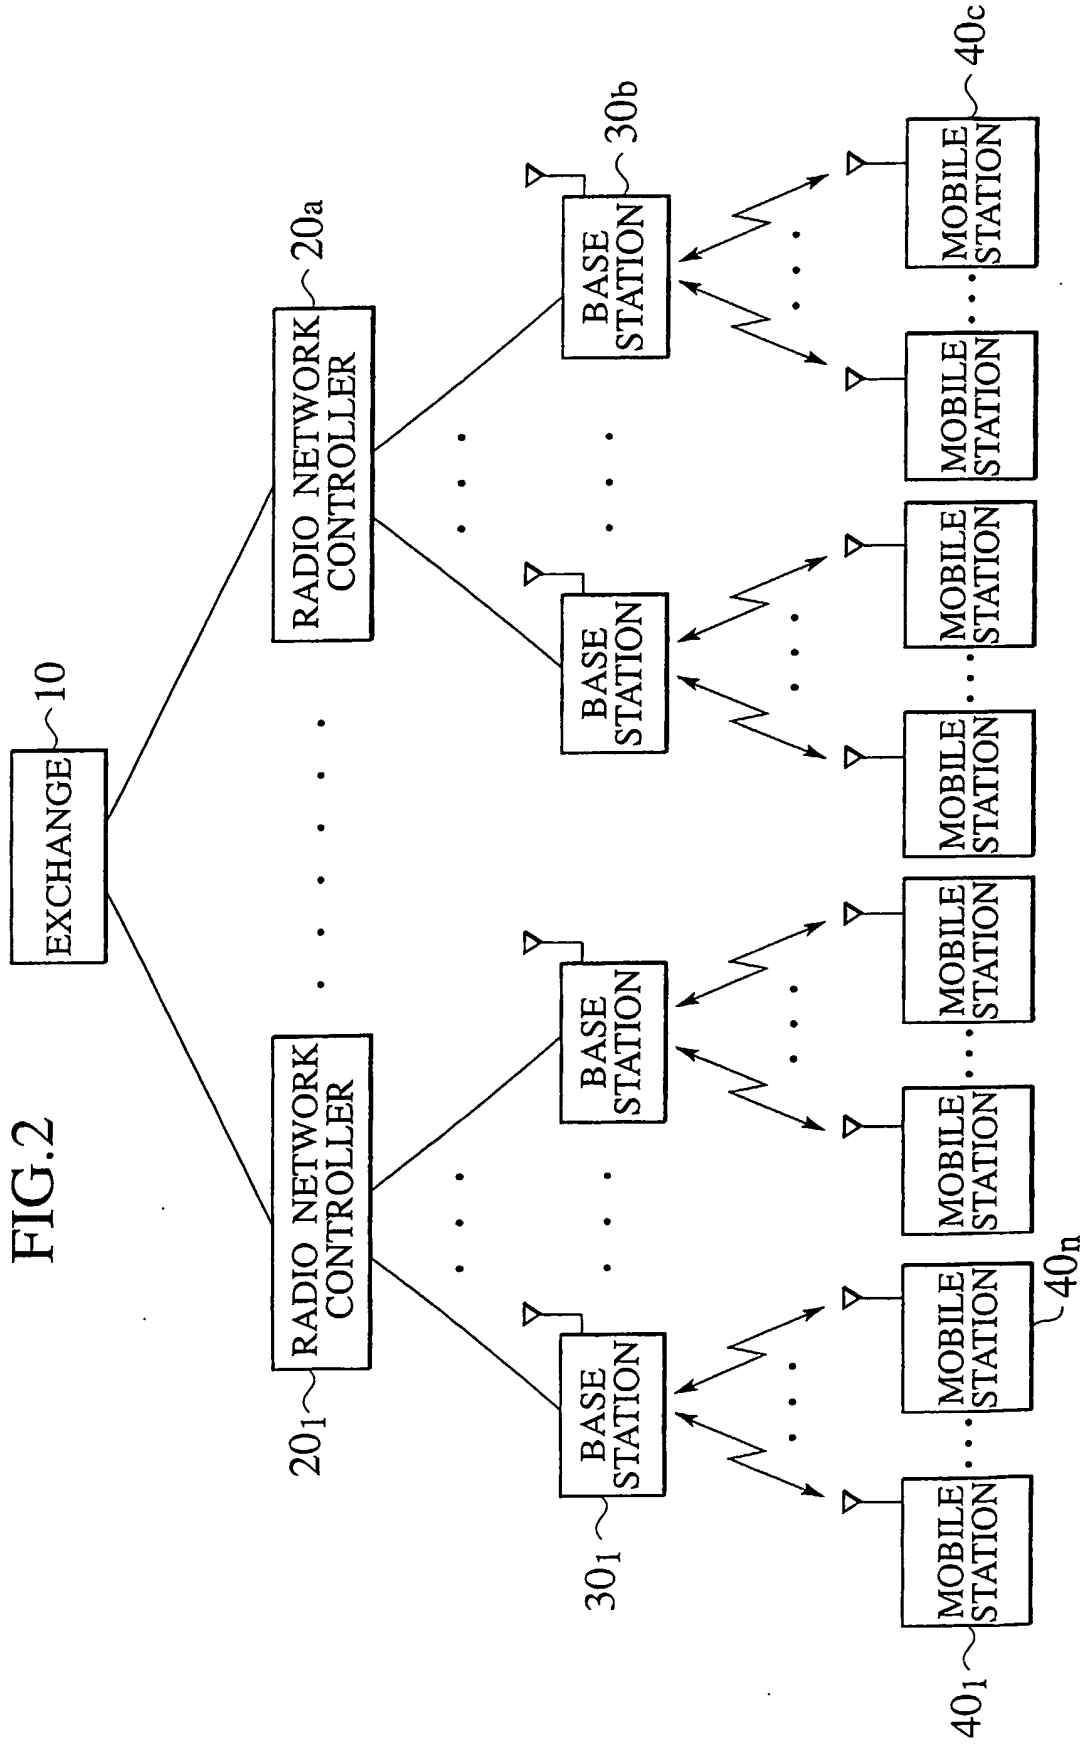 FIG.2
EXCHANGE
10
RADIO NETWORK
CONTROLLER
20₁
RADIO NETWORK
CONTROLLER
20a
BASE
STATION
30₁
BASE
STATION
BASE
STATION
BASE
STATION
30b
MOBILE
STATION
40₁
MOBILE
STATION
40n
MOBILE
STATION
MOBILE
STATION
MOBILE
STATION
MOBILE
STATION
MOBILE
STATION
MOBILE
STATION
40c